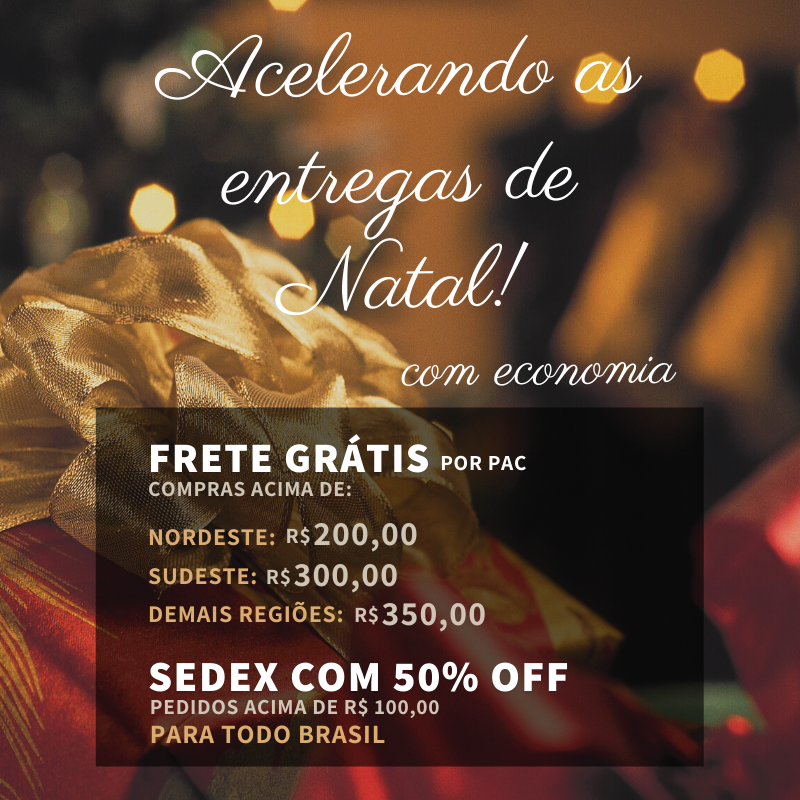 Acelerando as
entregas de
Natal!
com economia
FRETE GRÁTIS POR PAC
COMPRAS ACIMA DE:
NORDESTE: R$200,00
SUDESTE: R$300,00
DEMAIS REGIÕES: R$350,00
SEDEX COM 50% OFF
PEDIDOS ACIMA DE R$ 100,00
PARA TODO BRASIL